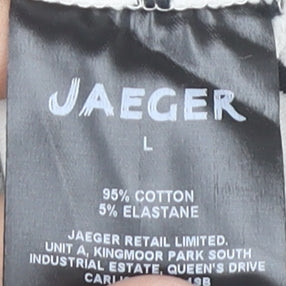 JAEGER
L
95% COTTON
5% ELASTANE
JAEGER RETAIL LIMITED.
UNIT A, KINGMOOR PARK SOUTH
INDUSTRIAL ESTATE, QUEEN'S DRIVE